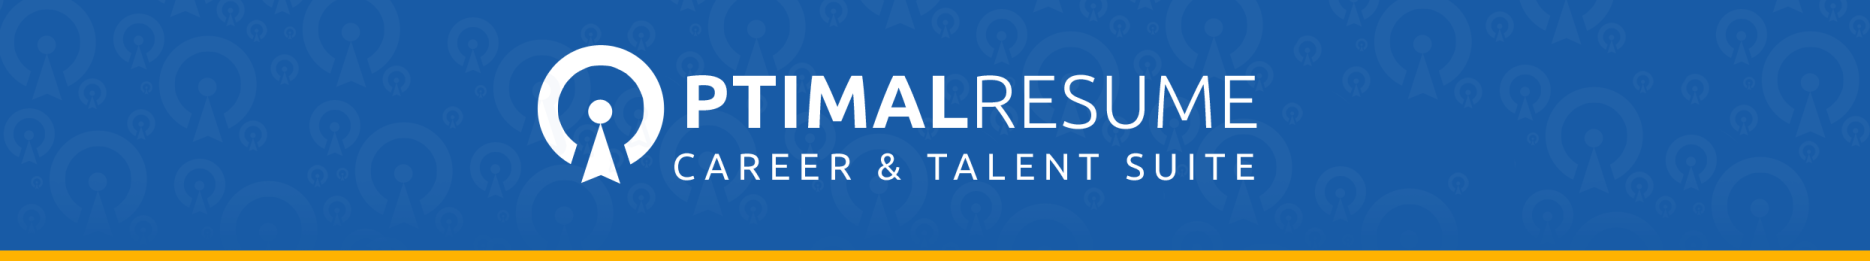 OPTIMALRESUME
CAREER & TALENT SUITE